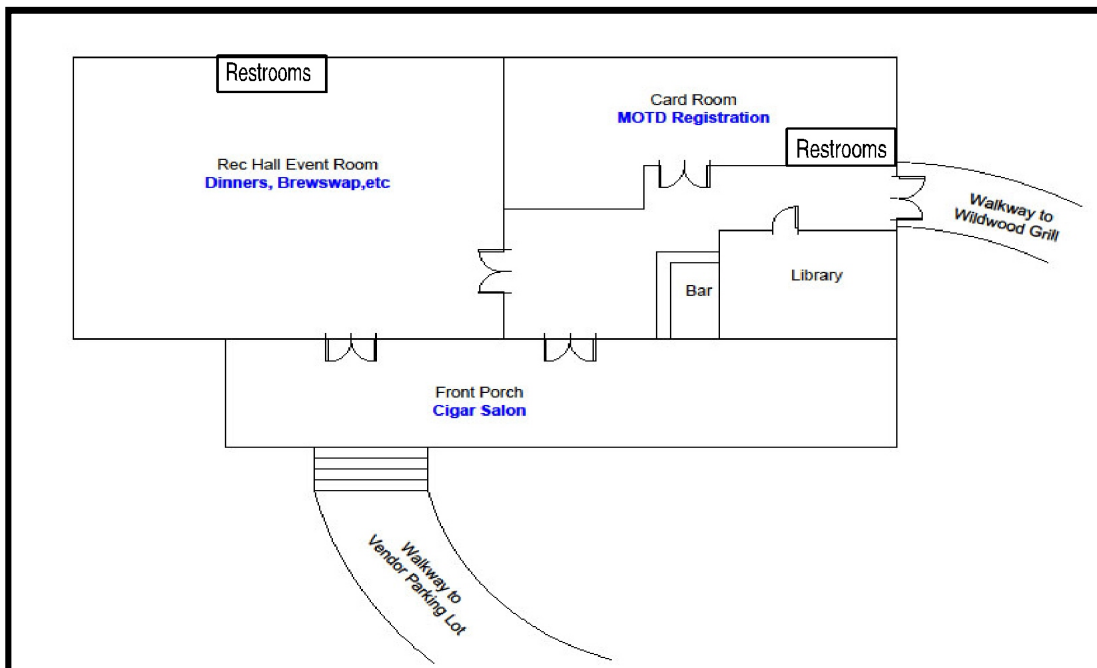 Restrooms
Card Room
MOTD Registration
Restrooms
Rec Hall Event Room
Dinners, Brewswap,etc
Walkway to
Wildwood Grill
Library
Bar
Front Porch
Cigar Salon
Walkway to
Vendor Parking Lot